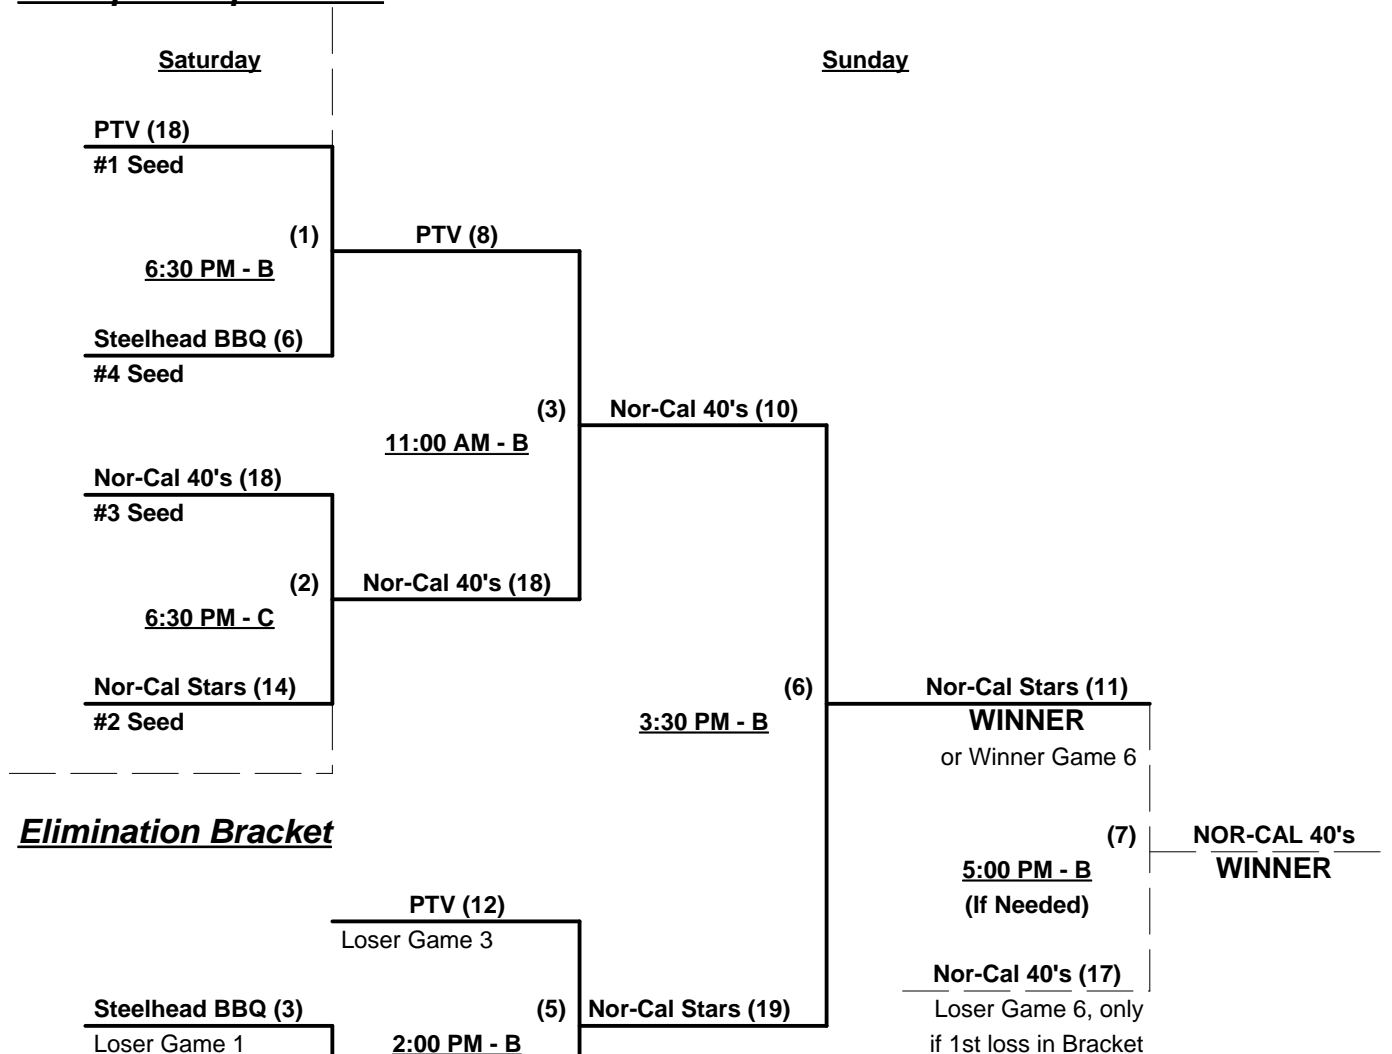 Saturday
Sunday
PTV (18)
#1 Seed
(1)
PTV (8)
6:30 PM - B
Steelhead BBQ (6)
#4 Seed
(3)
Nor-Cal 40's (10)
11:00 AM - B
Nor-Cal 40's (18)
#3 Seed
(2)
Nor-Cal 40's (18)
6:30 PM - C
Nor-Cal Stars (14)
#2 Seed
(6)
Nor-Cal Stars (11)
3:30 PM - B
WINNER
or Winner Game 6
Elimination Bracket
(7)
NOR-CAL 40's
5:00 PM - B
WINNER
(If Needed)
PTV (12)
Loser Game 3
Nor-Cal 40's (17)
Steelhead BBQ (3)
(5)
Nor-Cal Stars (19)
Loser Game 6, only
Loser Game 1
2:00 PM - B
if 1st loss in Bracket